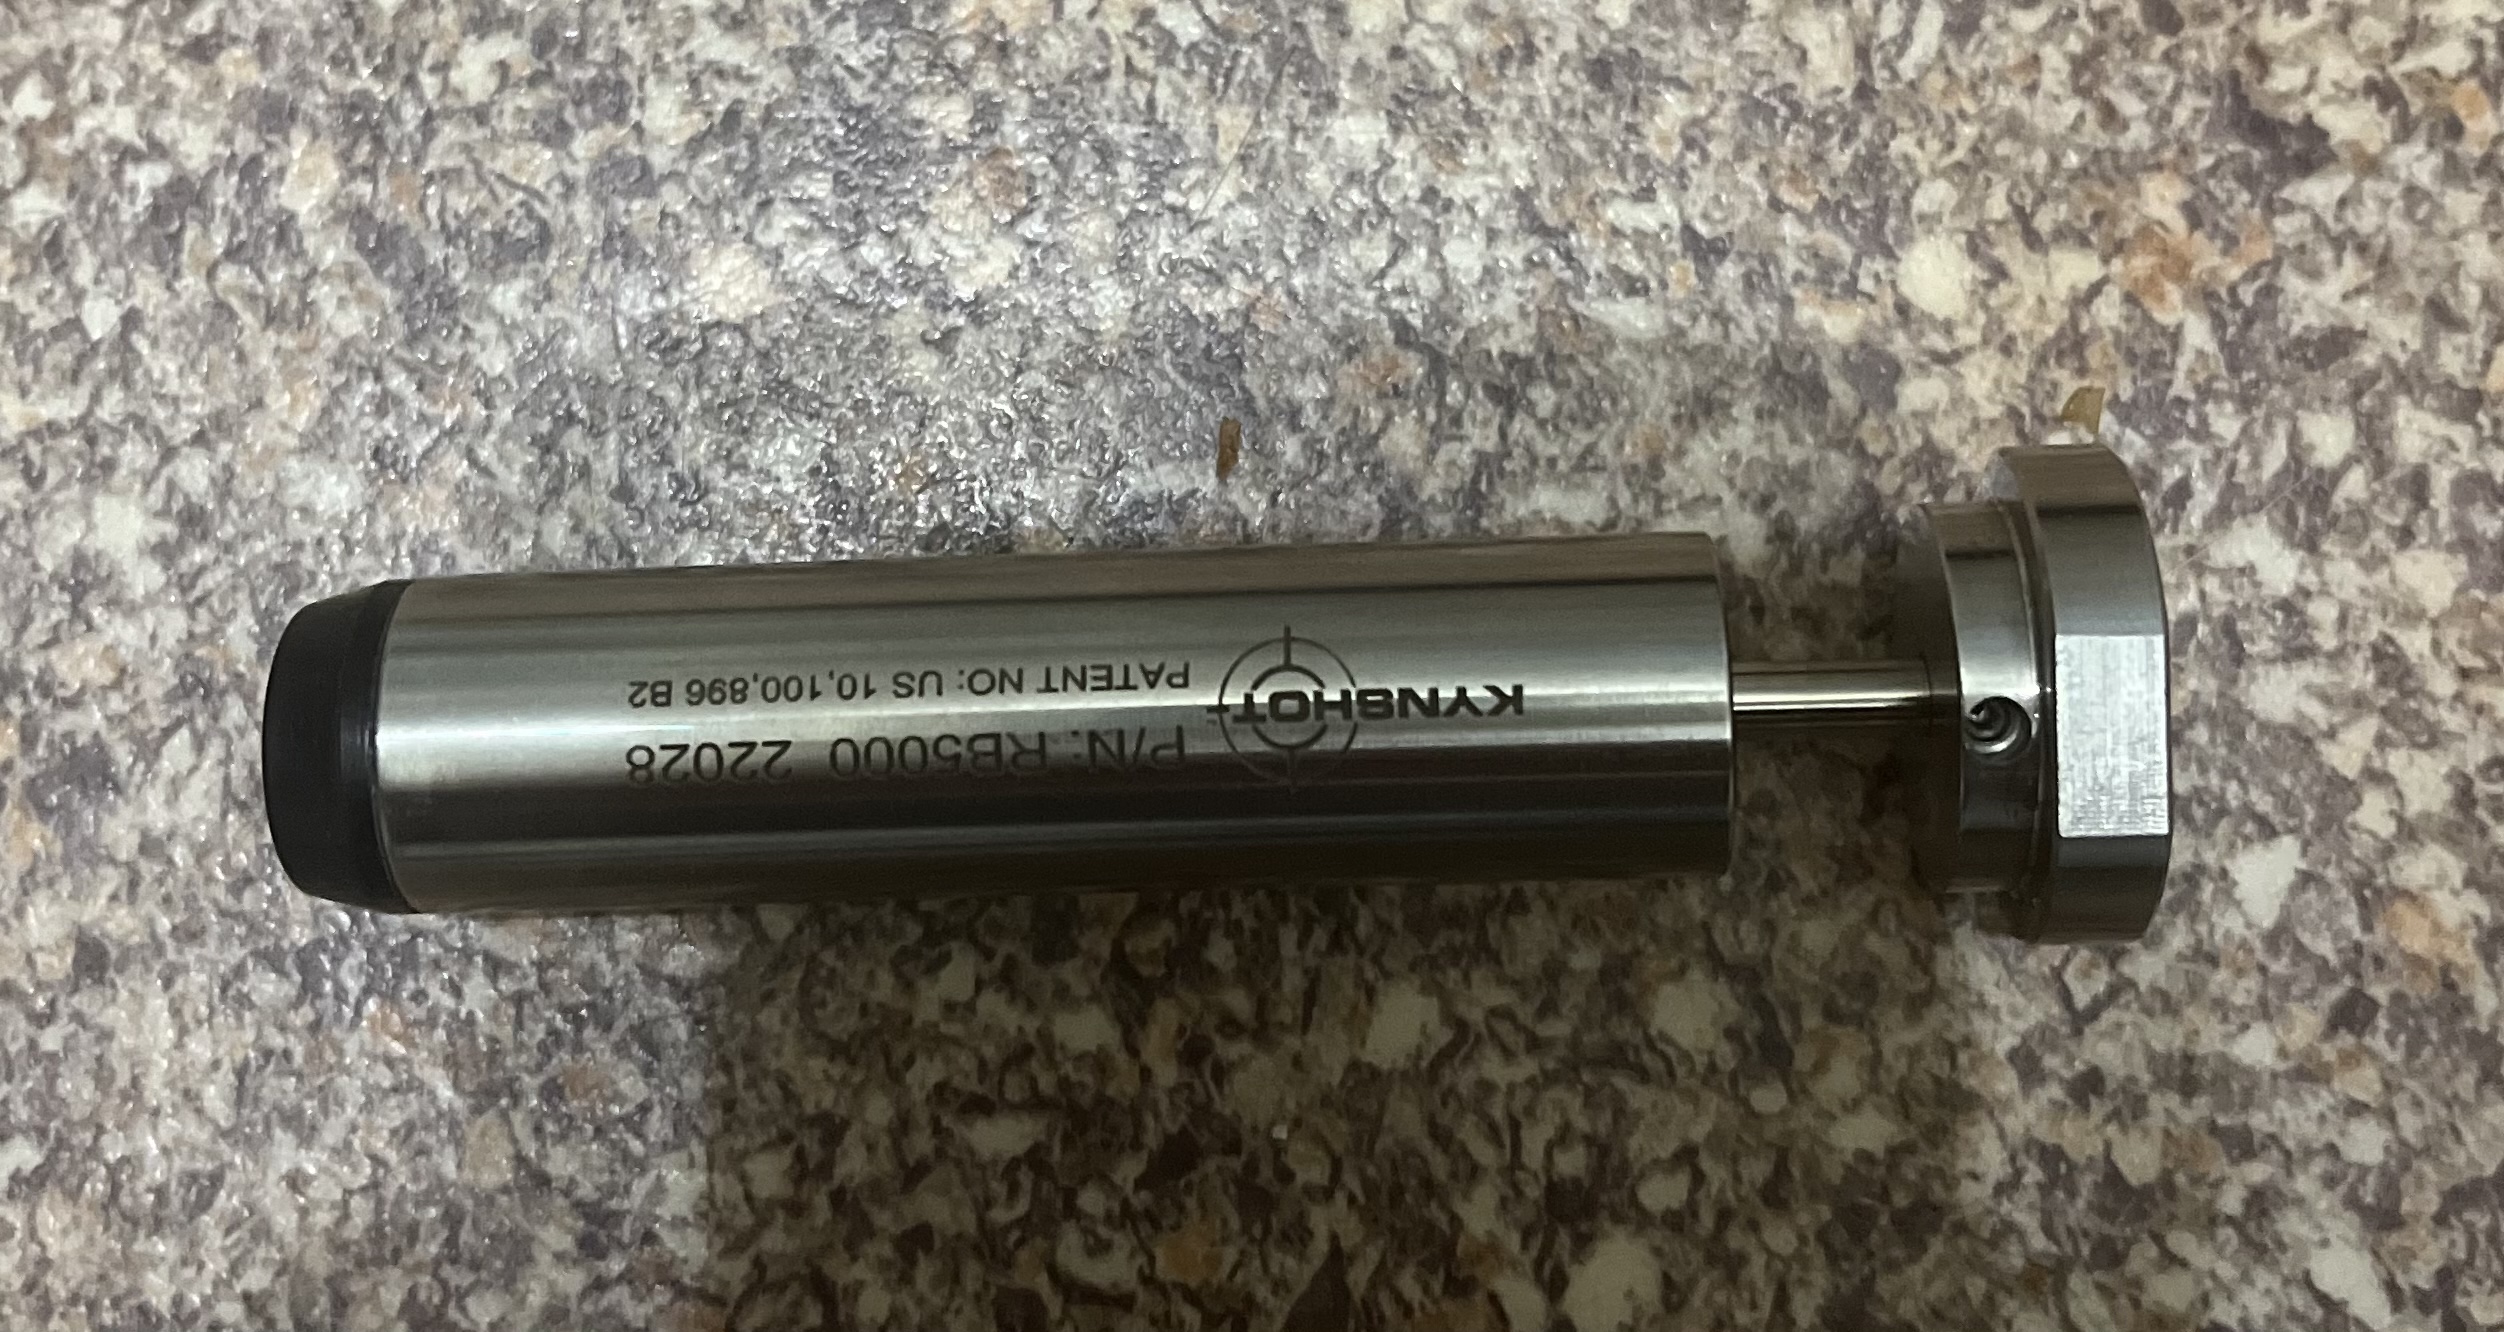 KYNSHOT
P/N: RB5000 22028
PATENT NO: US 10,100,896 B2